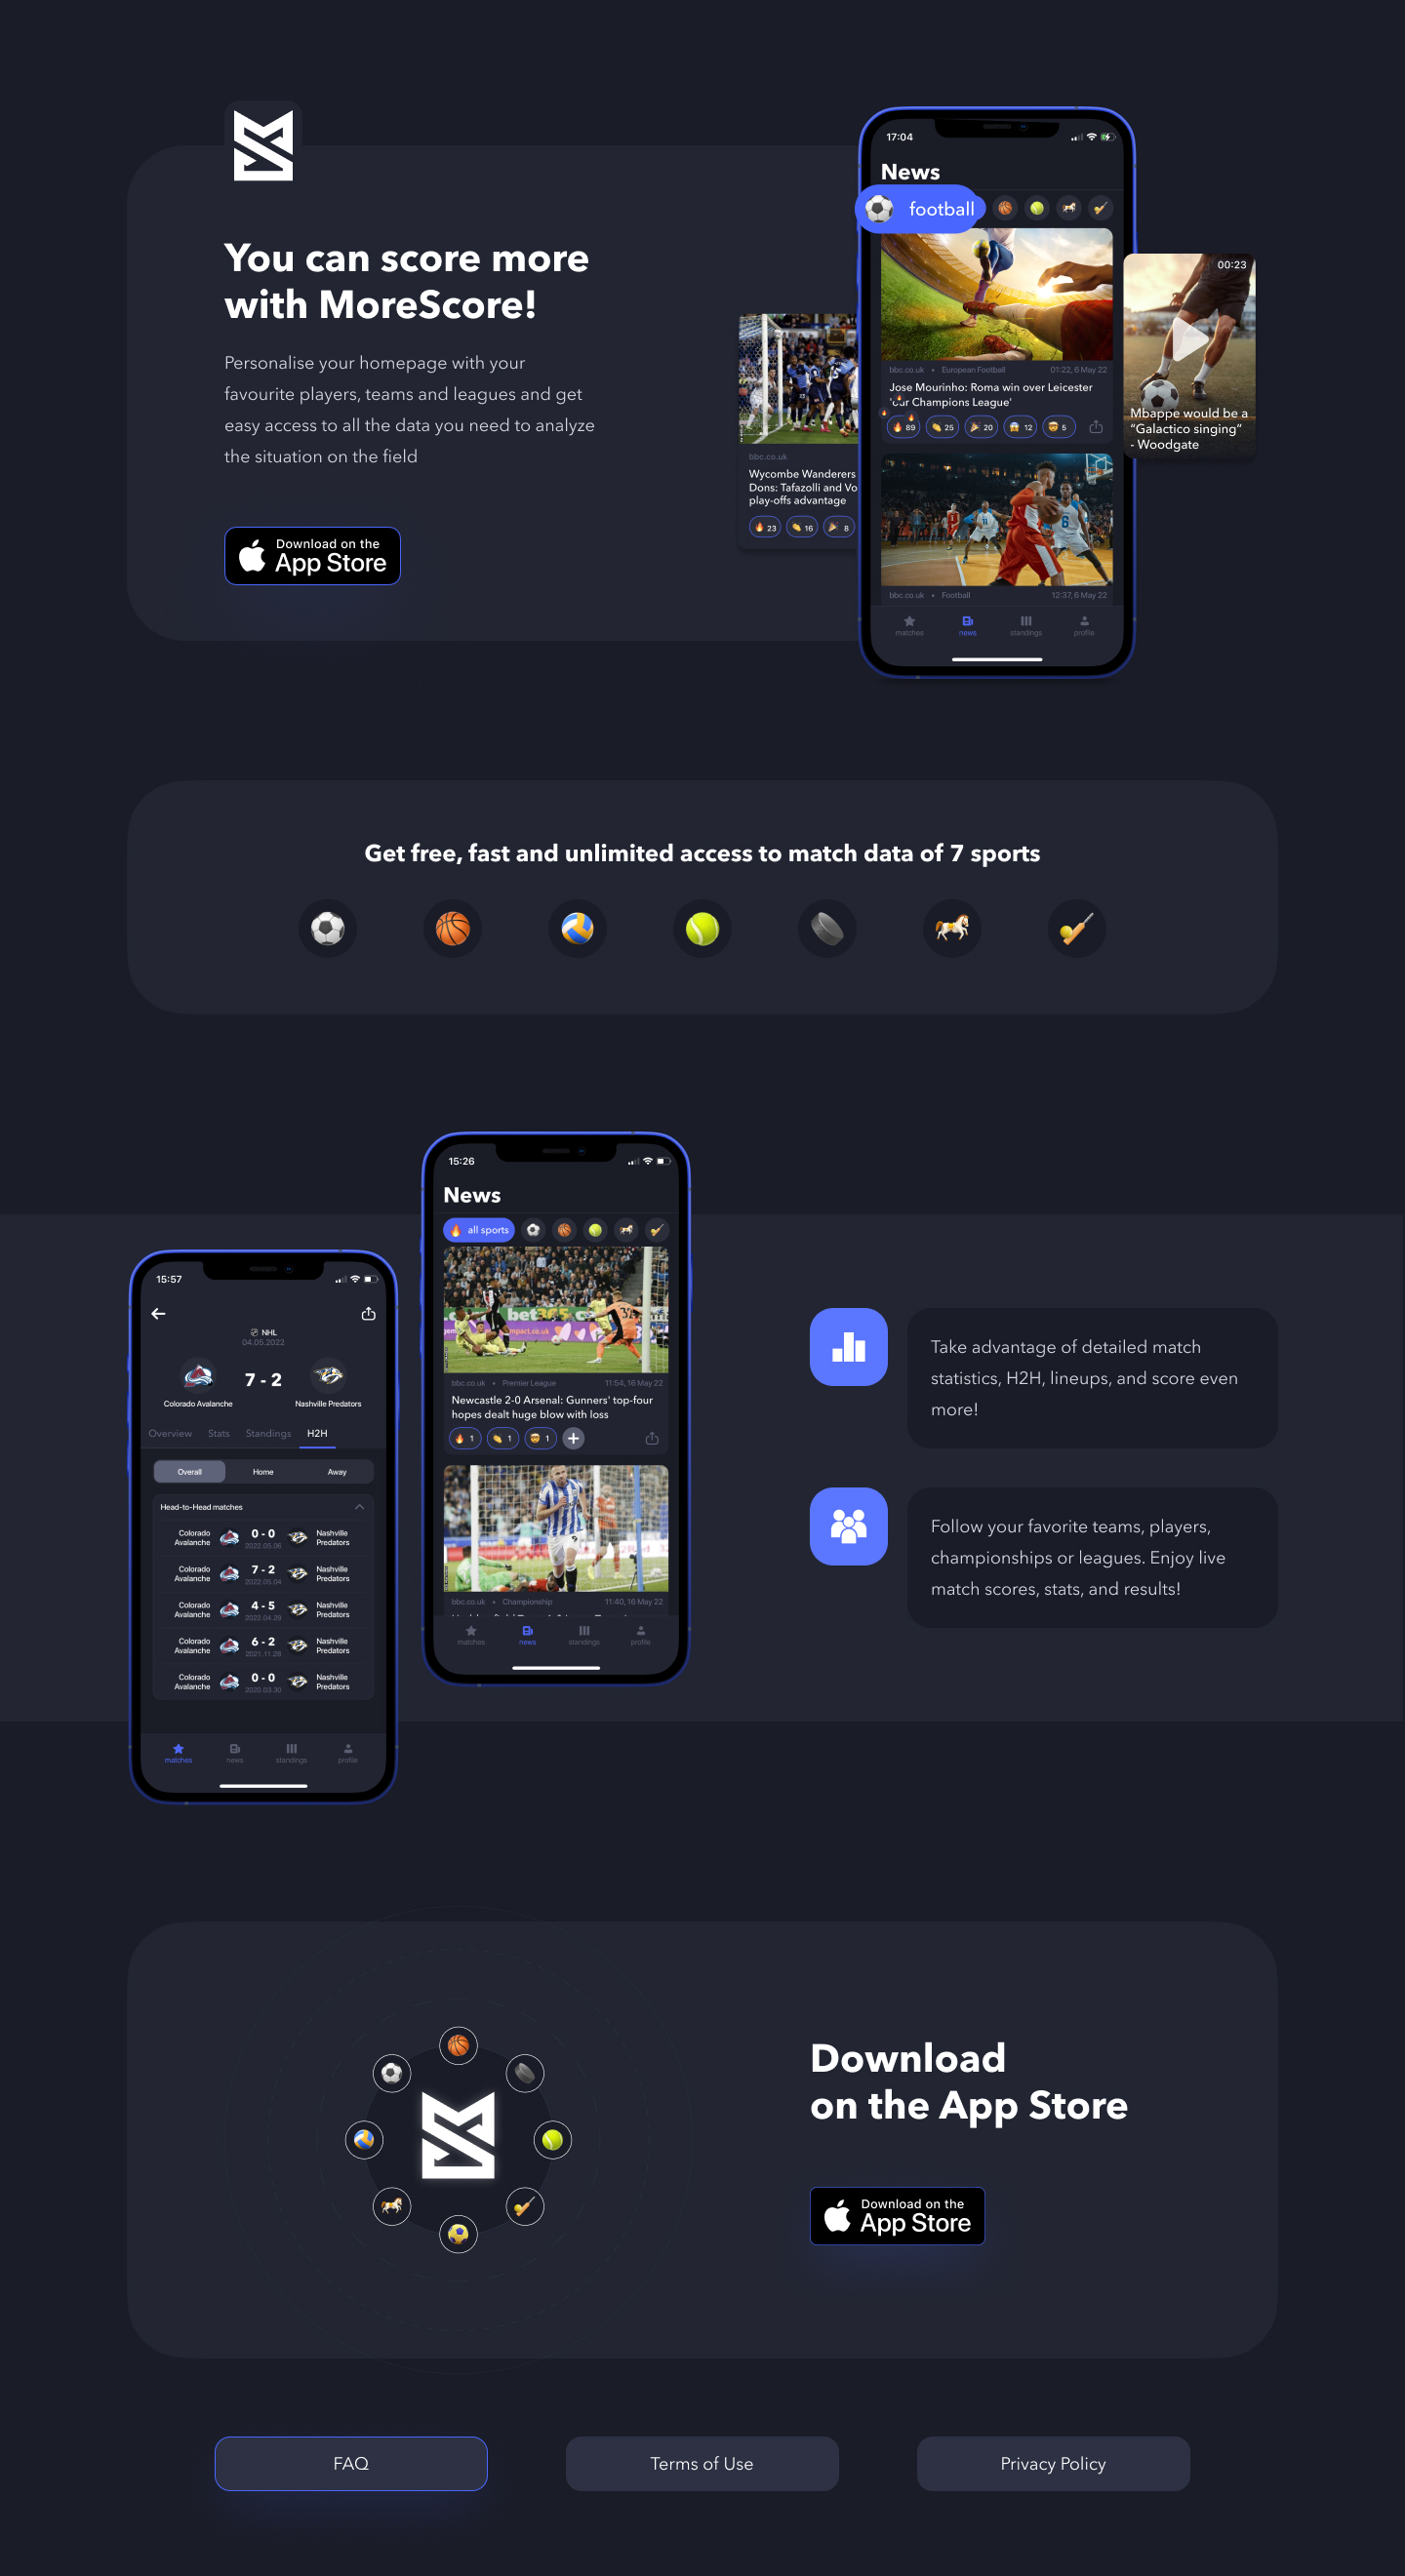 You can score more
with MoreScore!
Personalise your homepage with your
favourite players, teams and leagues and get
easy access to all the data you need to analyze
the situation on the field
Download on the
App Store
17:04
News
football
bbc.co.uk • European Football 01:22, 6 May 22
Jose Mourinho: Roma win over Leicester
'our Champions League'
89 25 20 12 5
bbc.co.uk • Football 12:37, 6 May 22
matches news standings profile
bbc.co.uk
Wycombe Wanderers
Dons: Tafazolli and Vo
play-offs advantage
23 16 8
00:23
Mbappe would be a
“Galactico singing”
- Woodgate
Get free, fast and unlimited access to match data of 7 sports
15:57
NHL
04.05.2022
7 - 2
Colorado Avalanche Nashville Predators
Overview Stats Standings H2H
Overall Home Away
Head-to-Head matches
Colorado Avalanche 0 - 0 Nashville Predators
2022.05.06
Colorado Avalanche 7 - 2 Nashville Predators
2022.05.04
Colorado Avalanche 4 - 5 Nashville Predators
2022.04.29
Colorado Avalanche 6 - 2 Nashville Predators
2021.11.28
Colorado Avalanche 0 - 0 Nashville Predators
2020.03.30
matches news standings profile
15:26
News
all sports
bet365
bbc.co.uk • Premier League 11:54, 16 May 22
Newcastle 2-0 Arsenal: Gunners' top-four
hopes dealt huge blow with loss
1 1 1
bbc.co.uk • Championship 11:40, 16 May 22
matches news standings profile
Take advantage of detailed match
statistics, H2H, lineups, and score even
more!
Follow your favorite teams, players,
championships or leagues. Enjoy live
match scores, stats, and results!
Download
on the App Store
Download on the
App Store
FAQ
Terms of Use
Privacy Policy